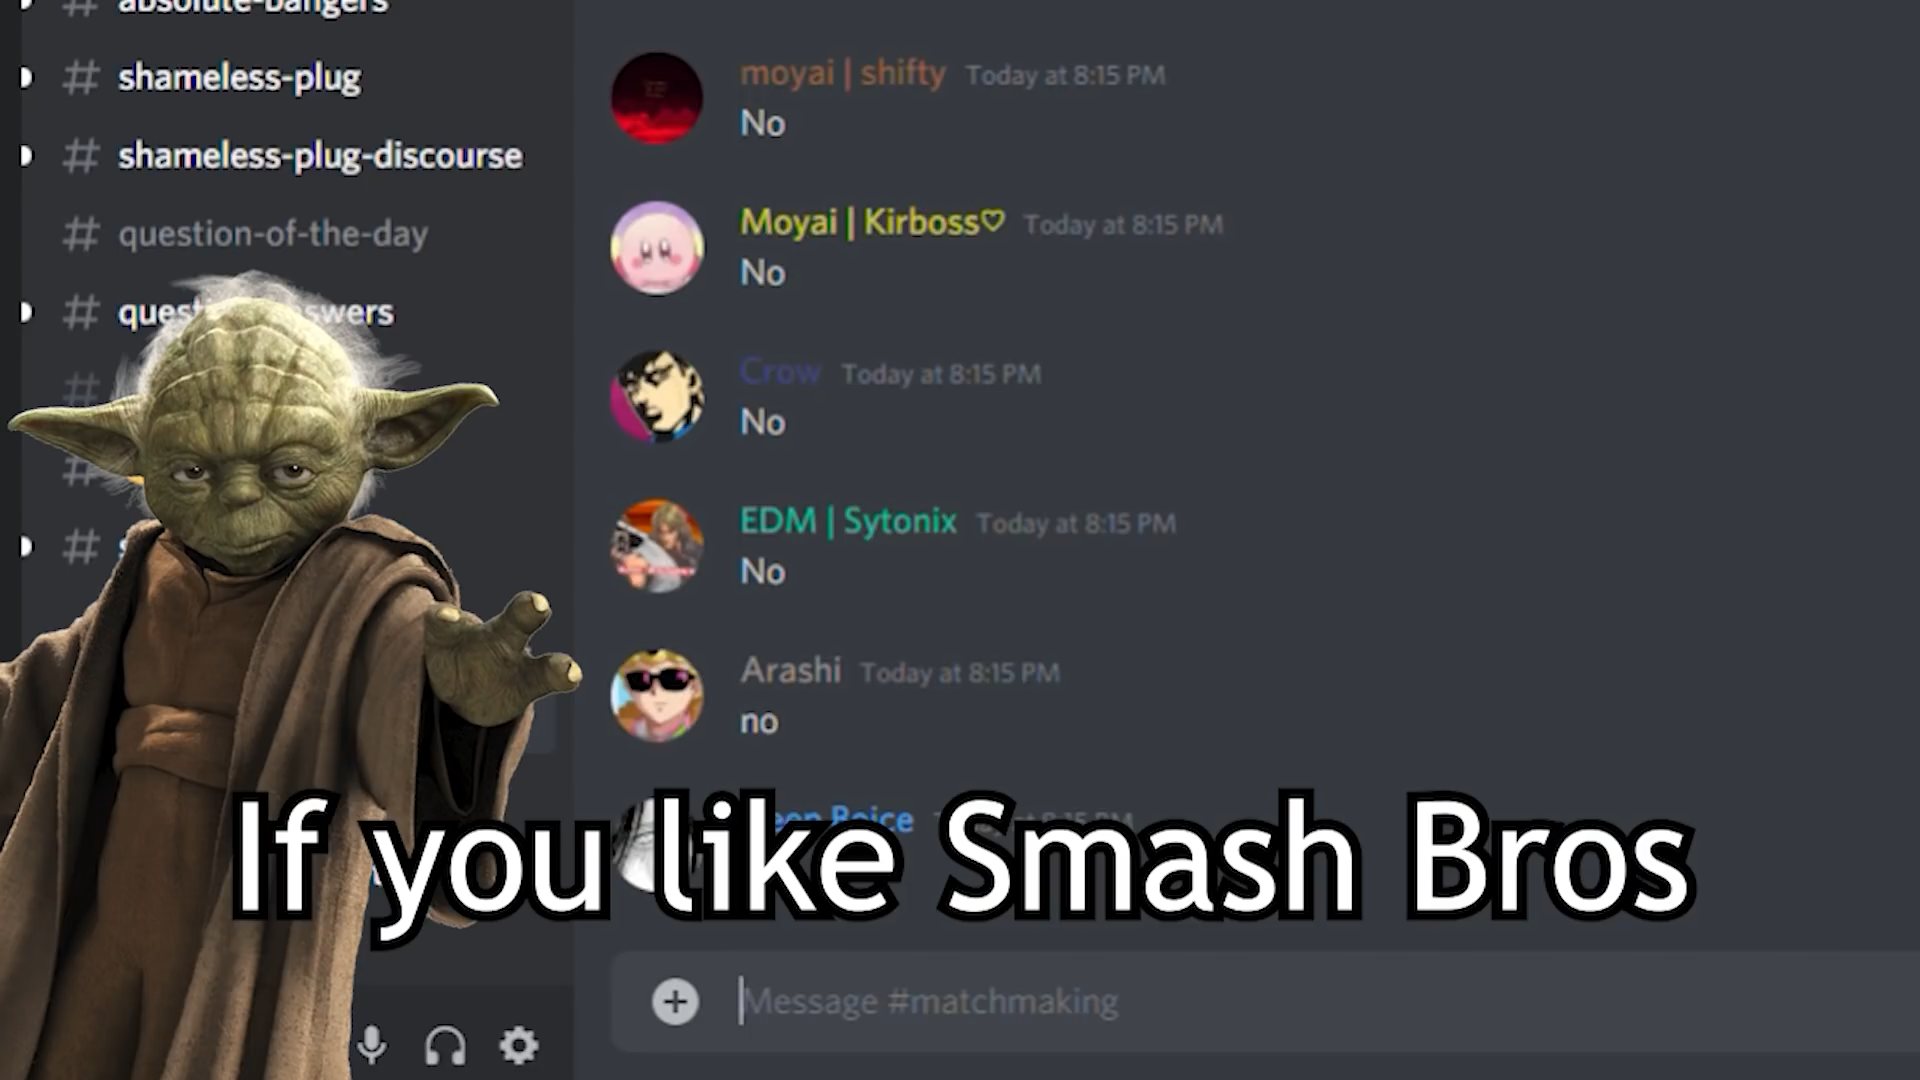 absolute-bangers
# shameless-plug
# shameless-plug-discourse
# question-of-the-day
#
#
#
#
moyai | shifty Today at 8:15 PM
No
Moyai | Kirboss♡ Today at 8:15 PM
No
Crow Today at 8:15 PM
No
EDM | Sytonix Today at 8:15 PM
No
Arashi Today at 8:15 PM
no
If you like Smash Bros
Message #matchmaking